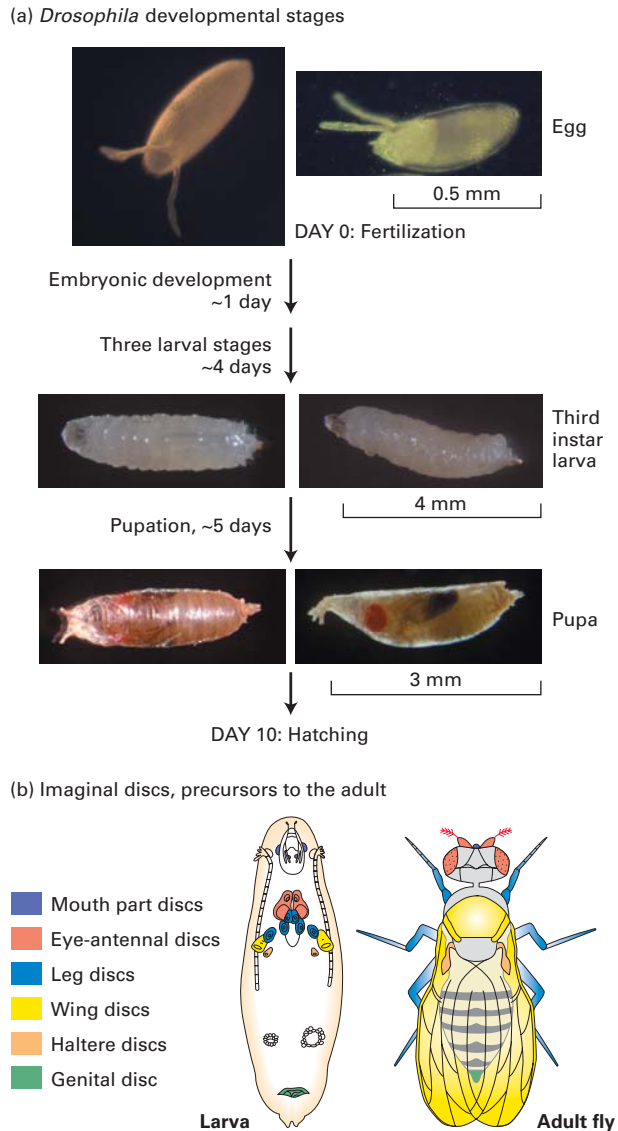 (a) Drosophila developmental stages
Egg
0.5 mm
DAY 0: Fertilization
Embryonic development
~1 day
Three larval stages
~4 days
Third
instar
larva
4 mm
Pupation, ~5 days
Pupa
3 mm
DAY 10: Hatching
(b) Imaginal discs, precursors to the adult
Mouth part discs
Eye-antennal discs
Leg discs
Wing discs
Haltere discs
Genital disc
Larva
Adult fly